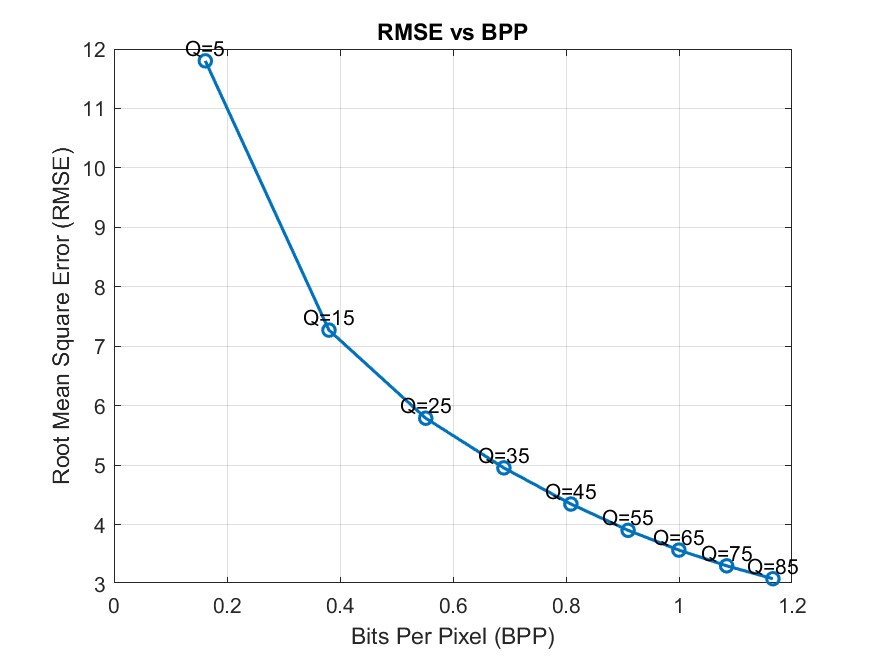 RMSE vs BPP
Root Mean Square Error (RMSE)
12
11
10
9
8
7
6
5
4
3
Q=5
Q=15
Q=25
Q=35
Q=45
Q=55
Q=65
Q=75
Q=85
0 0.2 0.4 0.6 0.8 1 1.2
Bits Per Pixel (BPP)